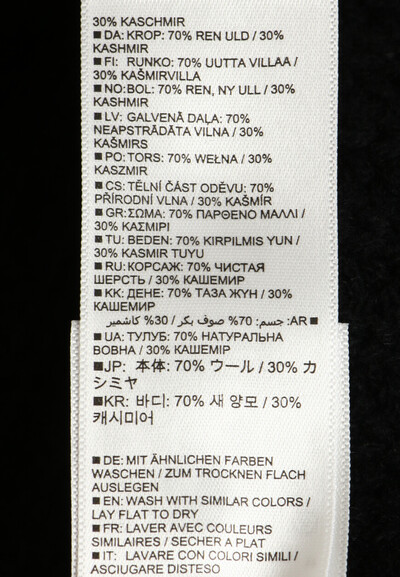 30% KASCHMIR
■ DA: KROP: 70% REN ULD / 30%
KASHMIR
■ FI: RUNKO: 70% UUTTA VILLAA /
30% KAŠMIRVILLA
■ NO:BOL: 70% REN, NY ULL / 30%
KASHMIR
■ LV: GALVENĀ DAĻA: 70%
NEAPSTRĀDĀTA VILNA / 30%
KAŠMIRS
■ PO: TORS: 70% WEŁNA / 30%
KASZMIR
■ CS: TĚLNÍ ČÁST ODĚVU: 70%
PŘÍRODNÍ VLNA / 30% KAŠMÍR
■ GR:ΣΩΜΑ: 70% ΠΑΡΘΕΝΟ ΜΑΛΛΙ /
30% ΚΑΣΜΙΡΙ
■ TU: BEDEN: 70% KIRPILMIS YUN /
30% KASMIR TUYU
■ RU: КОРСАЖ: 70% ЧИСТАЯ
ШЕРСТЬ / 30% КАШЕМИР
■ KK: ДЕНЕ: 70% ТАЗА ЖҮН / 30%
КАШЕМИР
■ AR: جسم: 70% صوف بكر / 30% كاشمير
■ UA: ТУЛУБ: 70% НАТУРАЛЬНА
ВОВНА / 30% КАШЕМІР
■JP: 本体: 70% ウール / 30% カ
シミヤ
■KR: 바디: 70% 새 양모 / 30%
캐시미어
■ DE: MIT ÄHNLICHEN FARBEN
WASCHEN / ZUM TROCKNEN FLACH
AUSLEGEN
■ EN: WASH WITH SIMILAR COLORS /
LAY FLAT TO DRY
■ FR: LAVER AVEC COULEURS
SIMILAIRES / SECHER A PLAT
■ IT: LAVARE CON COLORI SIMILI /
ASCIUGARE DISTESO